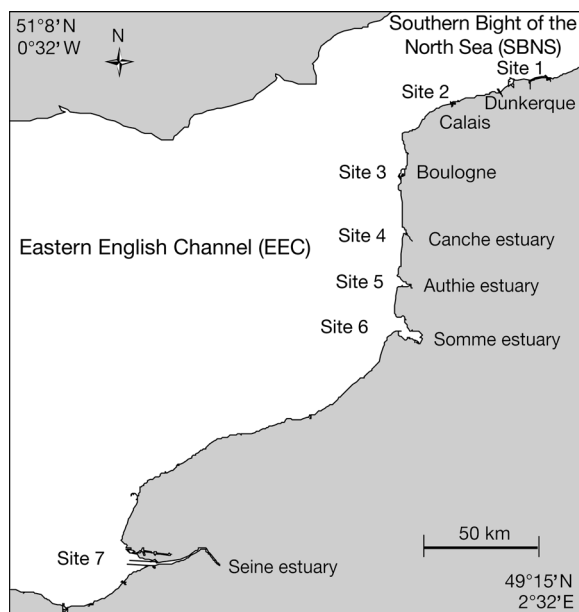 51°8’N
0°32’W
N
Southern Bight of the
North Sea (SBNS)
Site 1
Site 2
Dunkerque
Calais
Site 3
Boulogne
Site 4
Canche estuary
Eastern English Channel (EEC)
Site 5
Authie estuary
Site 6
Somme estuary
50 km
Site 7
Seine estuary
49°15’N
2°32’E